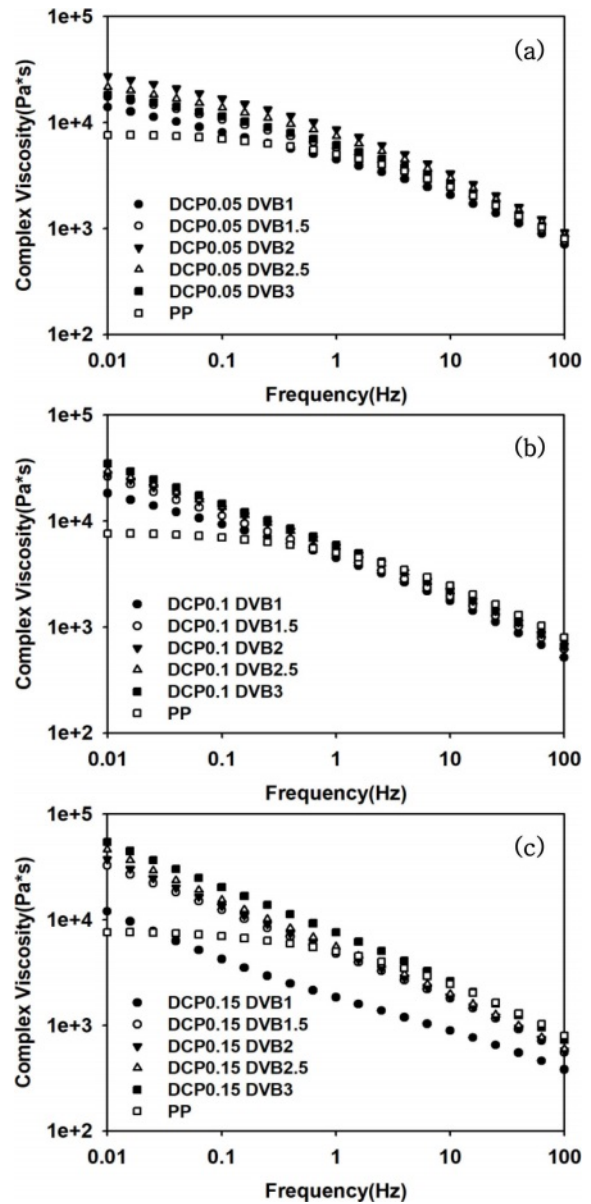 (a)
1e+5
1e+4
1e+3
1e+2
Complex Viscosity(Pa*s)
DCP0.05 DVB1
DCP0.05 DVB1.5
DCP0.05 DVB2
DCP0.05 DVB2.5
DCP0.05 DVB3
PP
0.01 0.1 1 10 100
Frequency(Hz)
(b)
1e+5
1e+4
1e+3
1e+2
Complex Viscosity(Pa*s)
DCP0.1 DVB1
DCP0.1 DVB1.5
DCP0.1 DVB2
DCP0.1 DVB2.5
DCP0.1 DVB3
PP
0.01 0.1 1 10 100
Frequency(Hz)
(c)
1e+5
1e+4
1e+3
1e+2
Complex Viscosity(Pa*s)
DCP0.15 DVB1
DCP0.15 DVB1.5
DCP0.15 DVB2
DCP0.15 DVB2.5
DCP0.15 DVB3
PP
0.01 0.1 1 10 100
Frequency(Hz)